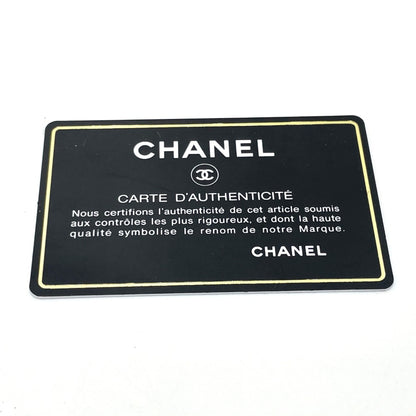 CHANEL
CARTE D'AUTHENTICITÉ
Nous certifions l'authenticité de cet article soumis
aux contrôles les plus rigoureux, et dont la haute
qualité symbolise le renom de notre Marque.
CHANEL